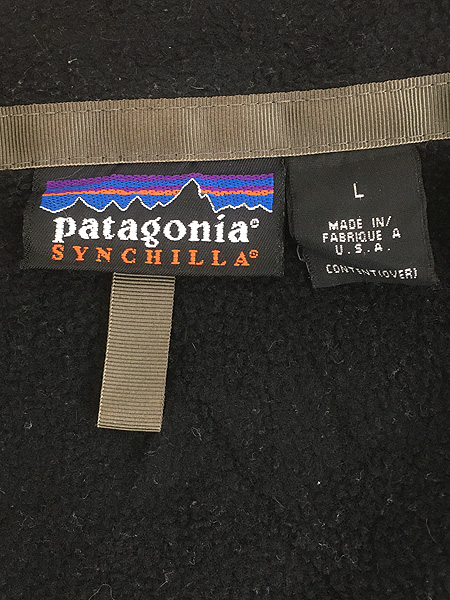 patagonia®
SYNCHILLA®
L
MADE IN/
FABRIQUE A
U.S.A.
CONTENT(OVER)